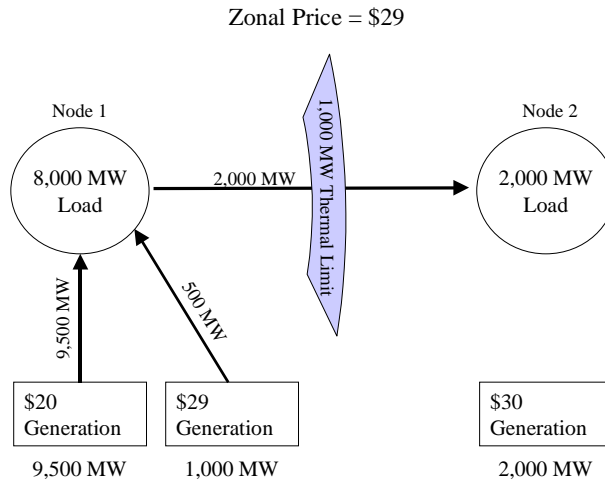 Zonal Price = $29
Node 1
Node 2
1,000 MW Thermal Limit
8,000 MW
Load
2,000 MW
2,000 MW
Load
9,500 MW
500 MW
$20
Generation
$29
Generation
$30
Generation
9,500 MW
1,000 MW
2,000 MW